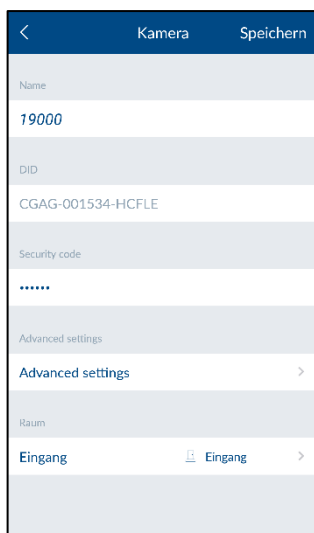 Kamera Speichern
Name
19000
DID
CGAG-001534-HCFLE
Security code
••••••
Advanced settings
Advanced settings
Raum
Eingang Eingang